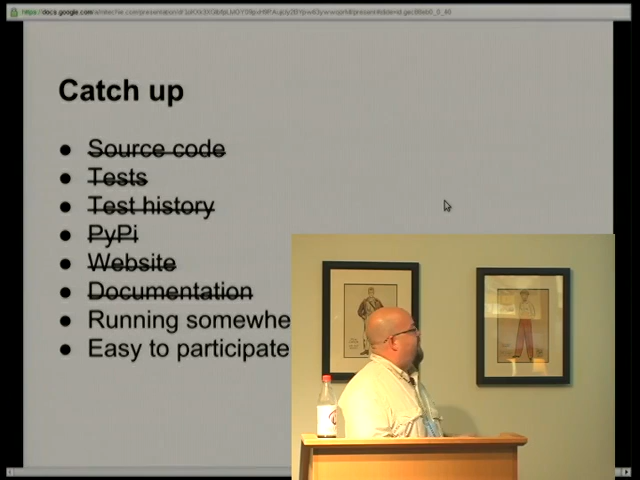 Catch up
Source code
Tests
Test history
PyPi
Website
Documentation
Running somewhe
Easy to participate